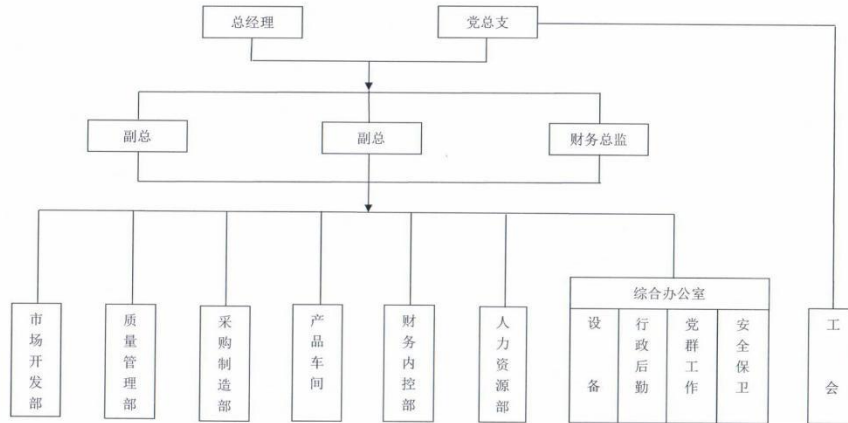 总经理
党总支
副总
副总
财务总监
市场开发部
质量管理部
采购制造部
产品车间
财务内控部
人力资源部
综合办公室
设备
行政后勤
党群工作
安全保卫
工会